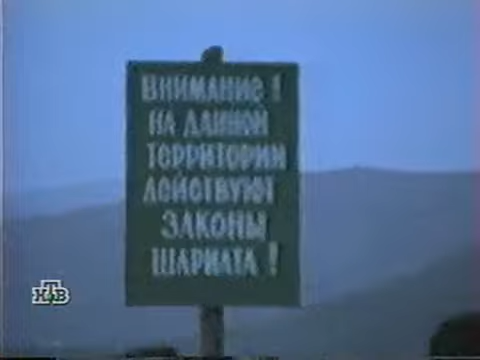 ВНИМАНИЕ !
НА ДАННОЙ
ТЕРРИТОРИИ
ДЕЙСТВУЮТ
ЗАКОНЫ
ШАРИАТА !
НТВ